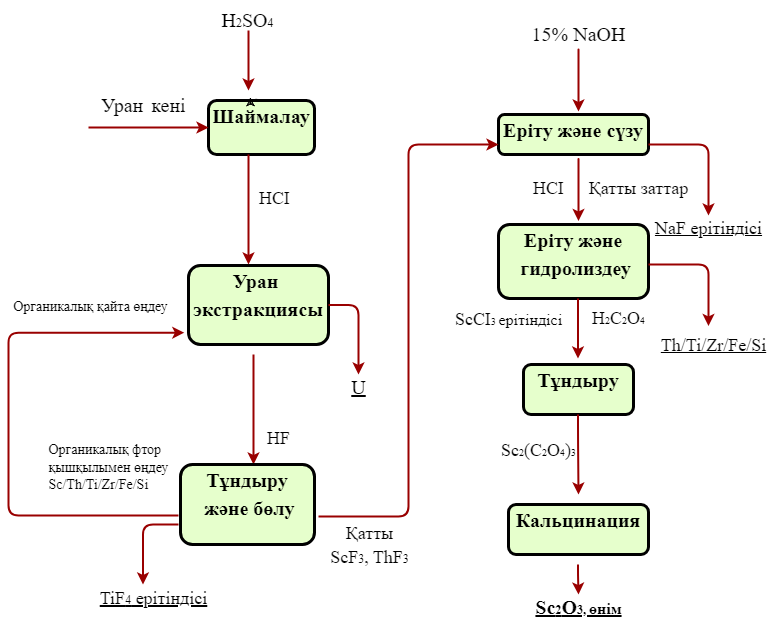 H2SO4
Уран кені
Шаймалау
HCI
Уран
экстракциясы
Органикалық қайта өңдеу
U
HF
Органикалық фтор
қышқылымен өңдеу
Sc/Th/Ti/Zr/Fe/Si
Тұндыру
және бөлу
Қатты
ScF3, ThF3
TiF4 ерітіндісі
15% NaOH
Еріту және сүзу
HCI Қатты заттар
NaF ерітіндісі
Еріту және
гидролиздеу
ScCI3 ерітіндісі H2C2O4
Th/Ti/Zr/Fe/Si
Тұндыру
Sc2(C2O4)3
Кальцинация
Sc2O3, өнім